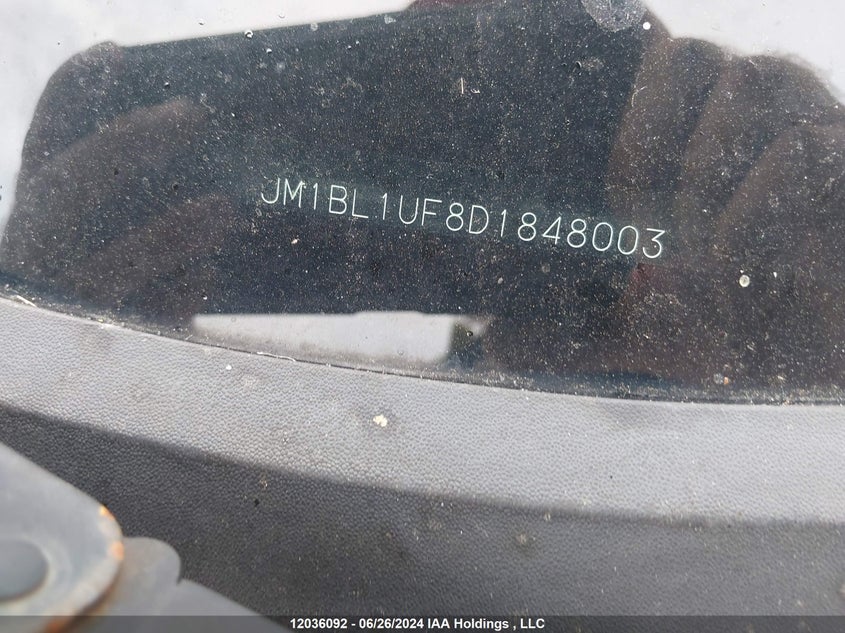 JM1BL1UF8D1848003
12036092 - 06/26/2024 IAA Holdings , LLC